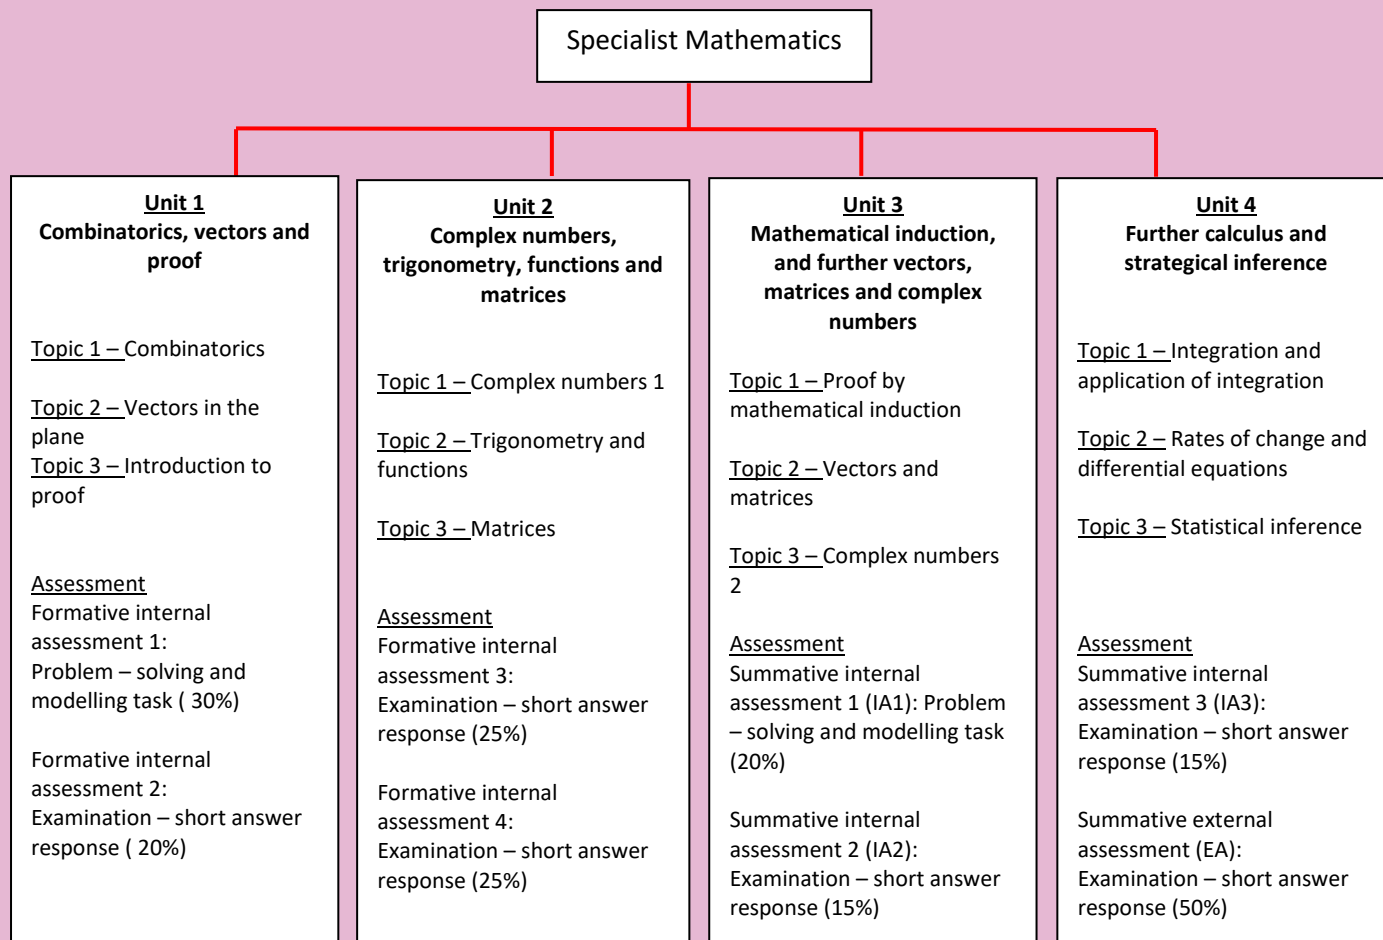 Specialist Mathematics
Unit 1
Combinatorics, vectors and
proof
Topic 1 – Combinatorics
Topic 2 – Vectors in the
plane
Topic 3 – Introduction to
proof
Assessment
Formative internal
assessment 1:
Problem – solving and
modelling task ( 30%)
Formative internal
assessment 2:
Examination – short answer
response ( 20%)
Unit 2
Complex numbers,
trigonometry, functions and
matrices
Topic 1 – Complex numbers 1
Topic 2 – Trigonometry and
functions
Topic 3 – Matrices
Assessment
Formative internal
assessment 3:
Examination – short answer
response (25%)
Formative internal
assessment 4:
Examination – short answer
response (25%)
Unit 3
Mathematical induction,
and further vectors,
matrices and complex
numbers
Topic 1 – Proof by
mathematical induction
Topic 2 – Vectors and
matrices
Topic 3 – Complex numbers
2
Assessment
Summative internal
assessment 1 (IA1): Problem
– solving and modelling task
(20%)
Summative internal
assessment 2 (IA2):
Examination – short answer
response (15%)
Unit 4
Further calculus and
strategical inference
Topic 1 – Integration and
application of integration
Topic 2 – Rates of change and
differential equations
Topic 3 – Statistical inference
Assessment
Summative internal
assessment 3 (IA3):
Examination – short answer
response (15%)
Summative external
assessment (EA):
Examination – short answer
response (50%)